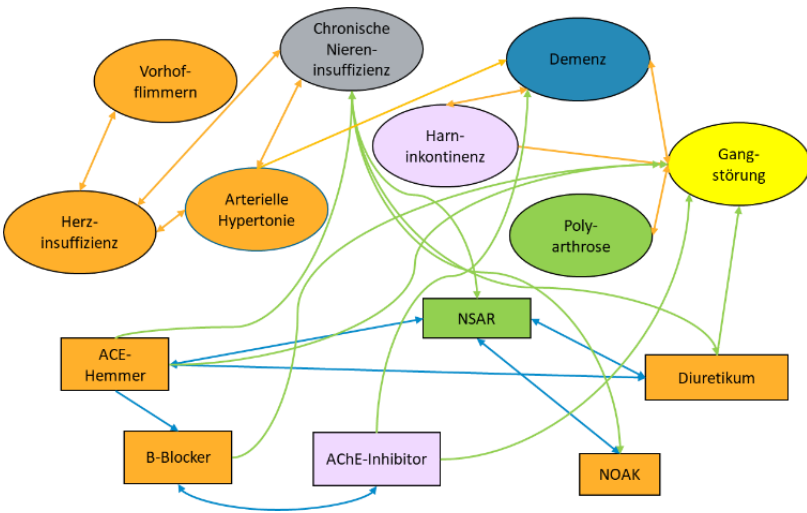 Chronische
Nieren-
insuffizienz
Vorhof-
flimmern
Demenz
Harn-
inkontinenz
Gang-
störung
Arterielle
Hypertonie
Herz-
insuffizienz
Poly-
arthrose
NSAR
ACE-
Hemmer
Diuretikum
B-Blocker
AChE-Inhibitor
NOAK